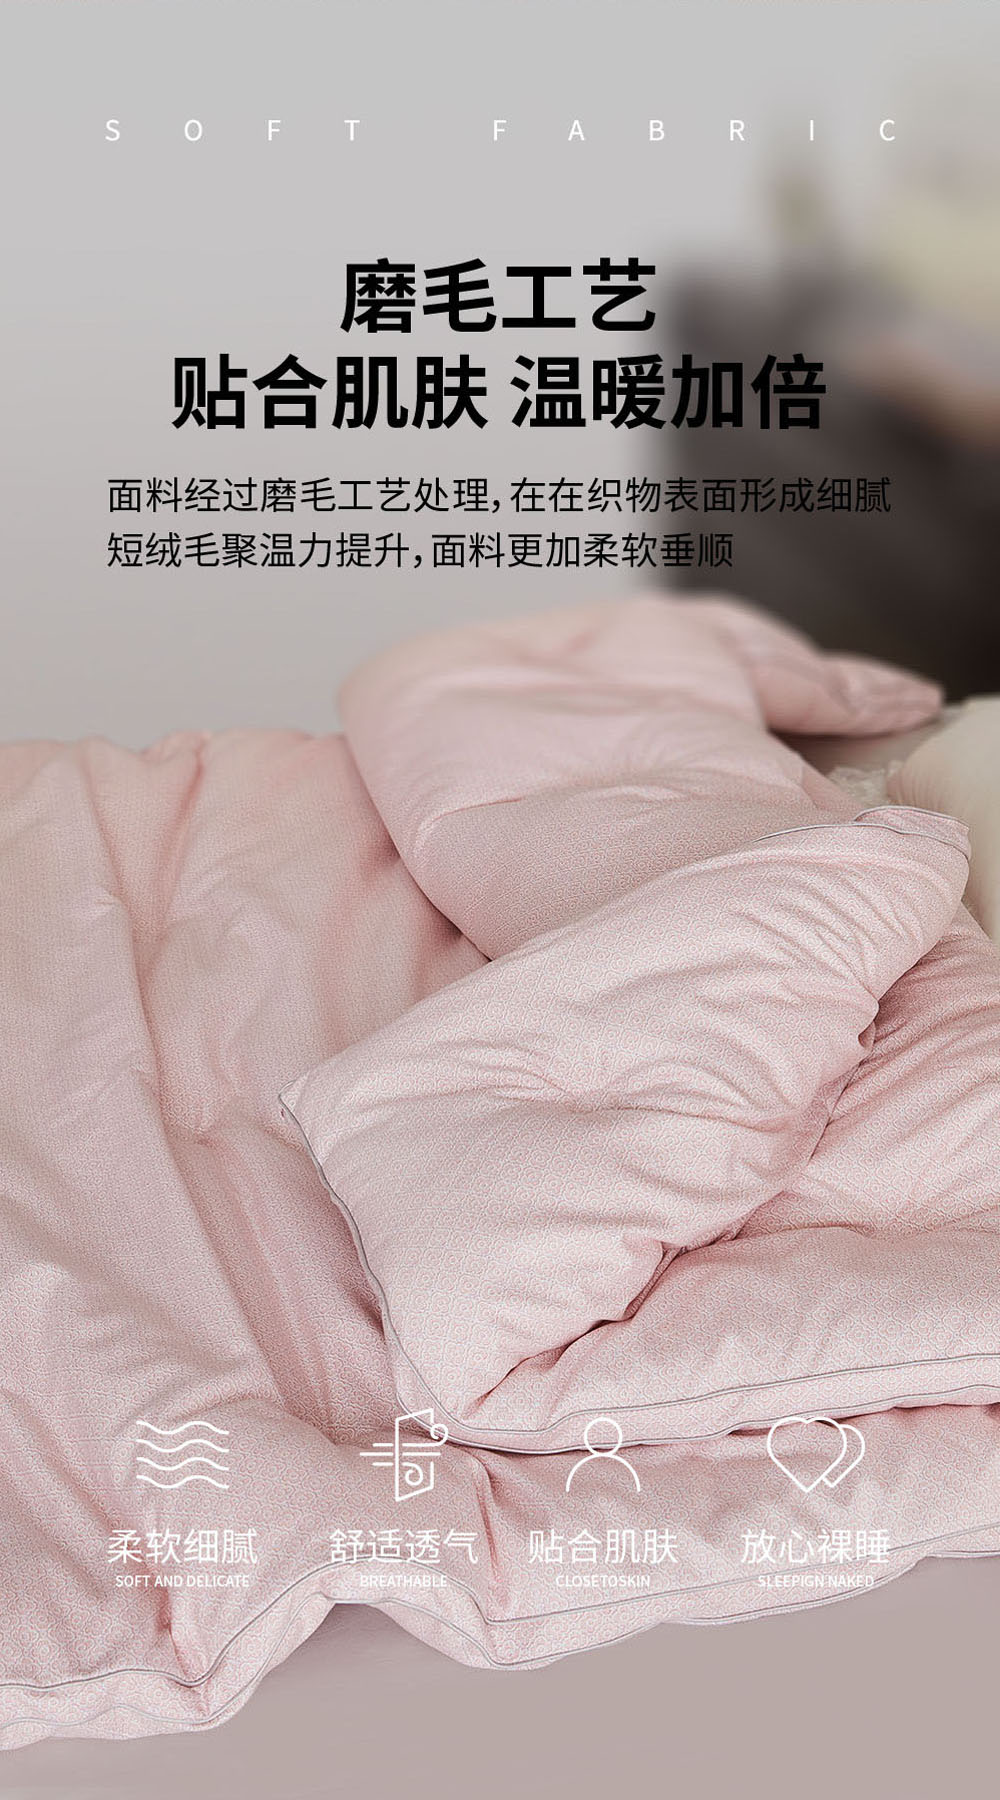 SOFT FABRIC
磨毛工艺
贴合肌肤 温暖加倍
面料经过磨毛工艺处理，在在织物表面形成细腻
短绒毛聚温力提升，面料更加柔软垂顺
柔软细腻 舒适透气 贴合肌肤 放心裸睡
SOFT AND DELICATE BREATHABLE CLOSETOSKIN SLEEPIGN NAKED